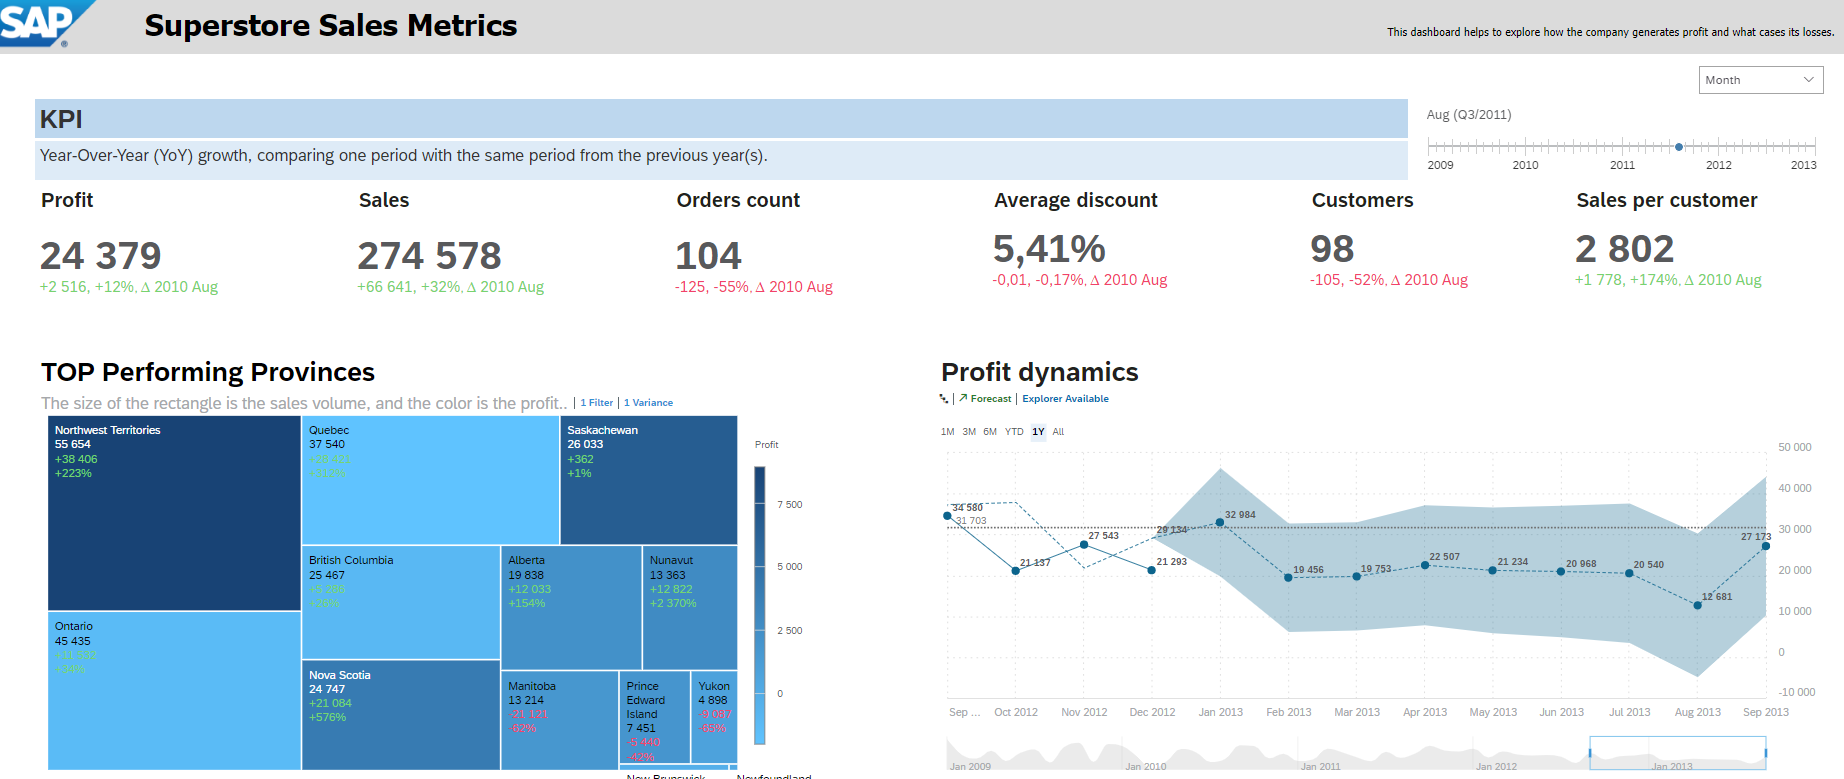 SAP
®
Superstore Sales Metrics
This dashboard helps to explore how the company generates profit and what cases its losses.
Month
KPI
Year-Over-Year (YoY) growth, comparing one period with the same period from the previous year(s).
Aug (Q3/2011)
2009 2010 2011 2012 2013
Profit
24 379
+2 516, +12%, Δ 2010 Aug
Sales
274 578
+66 641, +32%, Δ 2010 Aug
Orders count
104
-125, -55%, Δ 2010 Aug
Average discount
5,41%
-0,01, -0,17%, Δ 2010 Aug
Customers
98
-105, -52%, Δ 2010 Aug
Sales per customer
2 802
+1 778, +174%, Δ 2010 Aug
TOP Performing Provinces
The size of the rectangle is the sales volume, and the color is the profit.. | 1 Filter | 1 Variance
Northwest Territories
55 654
+38 406
+223%
Quebec
37 540
Saskachewan
26 033
+362
+1%
Ontario
45 435
+34%
British Columbia
25 467
+26%
Alberta
19 838
+12 033
+154%
Nunavut
13 363
+12 822
+2 370%
Nova Scotia
24 747
+21 084
+576%
Manitoba
13 214
-21 121
-62%
Prince
Edward
Island
7 451
-5 440
-42%
Yukon
4 898
-9 087
-65%
New Brunswick
Newfoundland
Profit
7 500
5 000
2 500
0
Profit dynamics
Forecast | Explorer Available
1M 3M 6M YTD 1Y All
50 000
40 000
30 000
20 000
10 000
0
-10 000
34 580
31 703
21 137
27 543
29 134
21 293
32 984
19 456
19 753
22 507
21 234
20 968
20 540
12 681
27 173
Sep ... Oct 2012 Nov 2012 Dec 2012 Jan 2013 Feb 2013 Mar 2013 Apr 2013 May 2013 Jun 2013 Jul 2013 Aug 2013 Sep 2013
Jan 2009 Jan 2010 Jan 2011 Jan 2012 Jan 2013